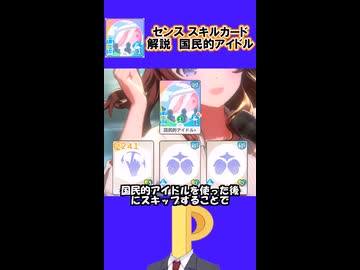 センス スキルカード
解説 国民的アイドル
国民的アイドル+
国民的アイドルを使った後
にスキップすることで
P